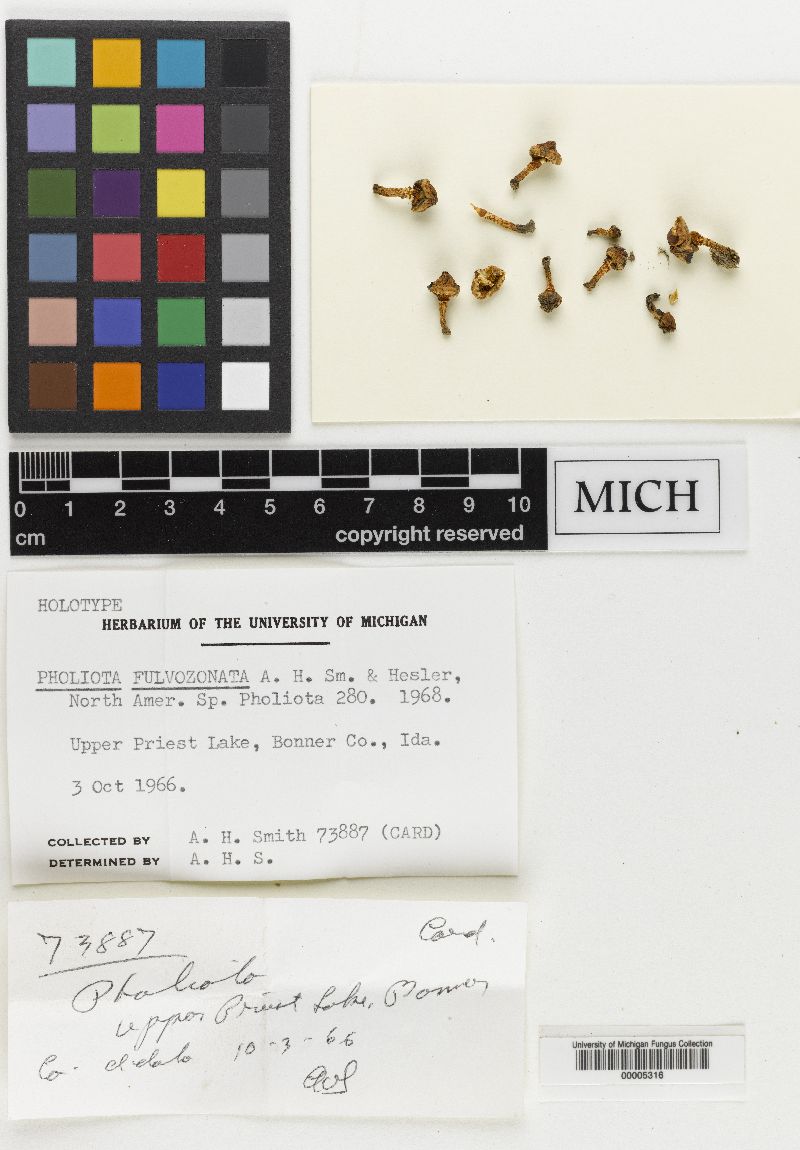 0 1 2 3 4 5 6 7 8 9 10
cm copyright reserved
MICH
HOLOTYPE
HERBARIUM OF THE UNIVERSITY OF MICHIGAN
PHOLIOTA FULVOZONATA A. H. Sm. & Hesler,
North Amer. Sp. Pholiota 280. 1968.
Upper Priest Lake, Bonner Co., Ida.
3 Oct 1966.
COLLECTED BY A. H. Smith 73887 (CARD)
DETERMINED BY A. H. S.
73887 Card.
Pholiota
upper Priest Lake, Bonner
Co. Idaho 10-3-66
AHS
University of Michigan Fungus Collection
00005316